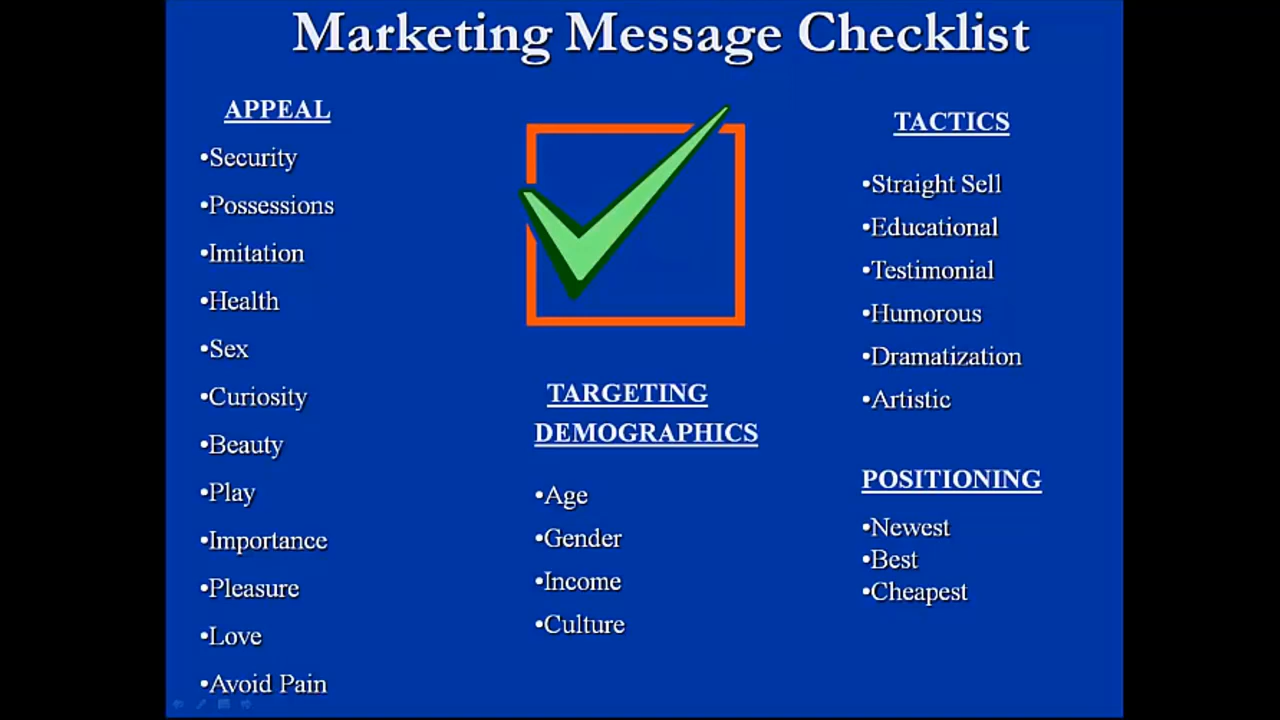 Marketing Message Checklist
APPEAL
•Security
•Possessions
•Imitation
•Health
•Sex
•Curiosity
•Beauty
•Play
•Importance
•Pleasure
•Love
•Avoid Pain
TARGETING
DEMOGRAPHICS
•Age
•Gender
•Income
•Culture
TACTICS
•Straight Sell
•Educational
•Testimonial
•Humorous
•Dramatization
•Artistic
POSITIONING
•Newest
•Best
•Cheapest